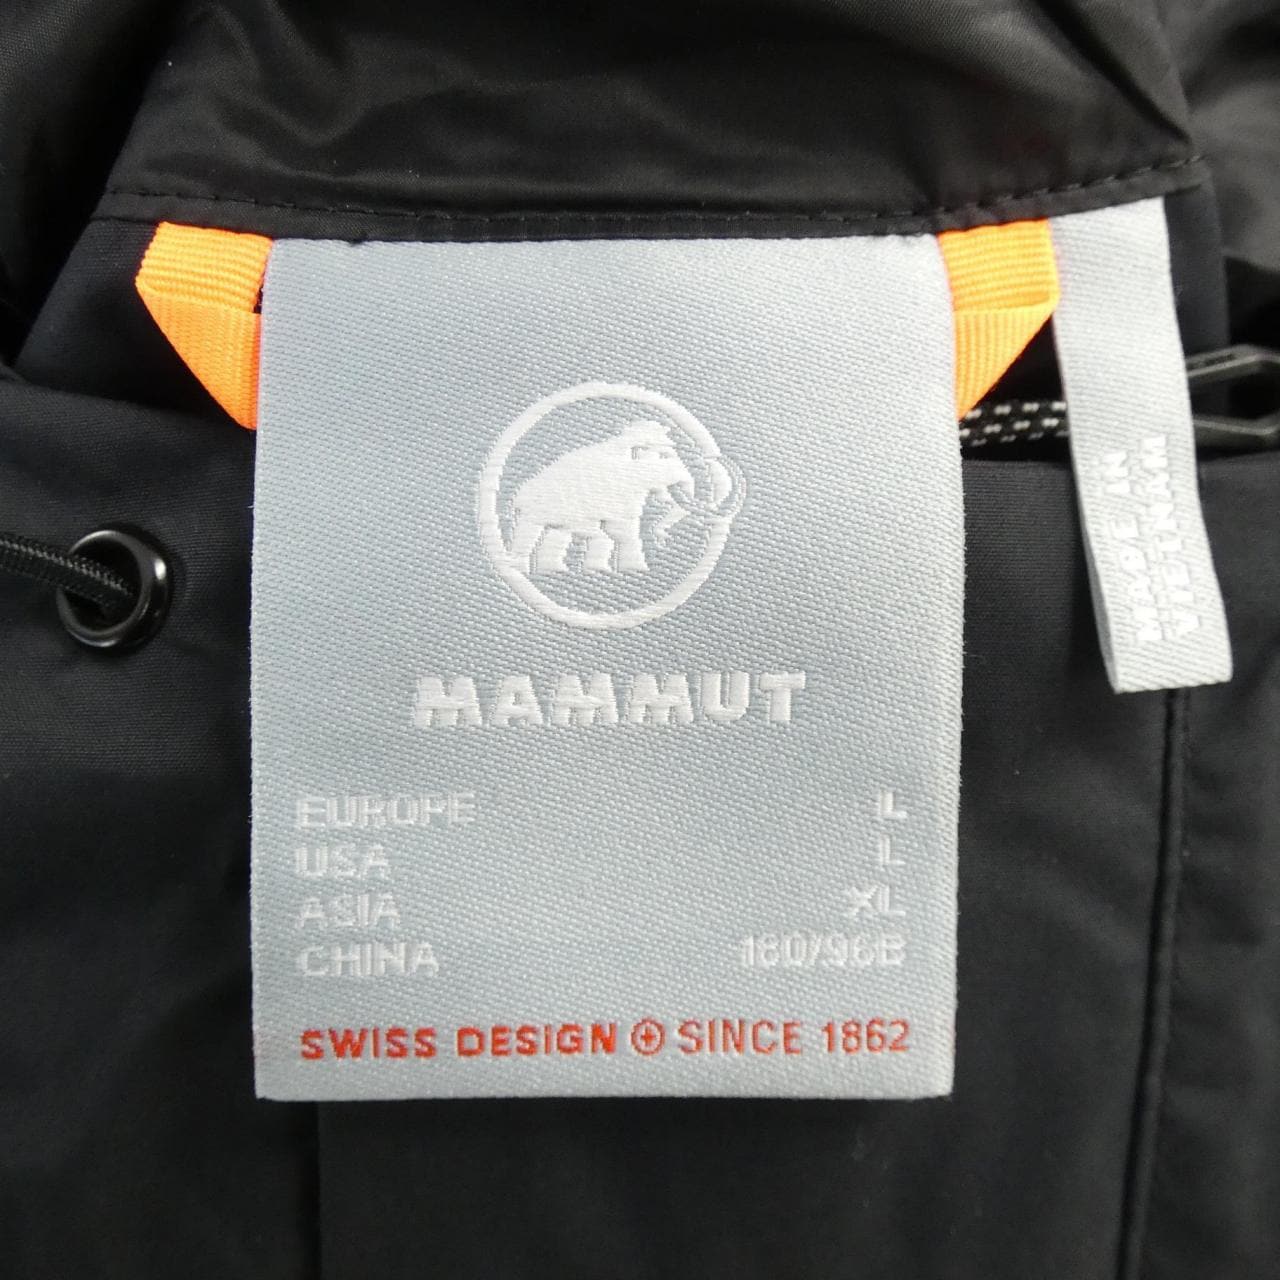 MAMMUT
EUROPE L
USA L
ASIA XL
CHINA 180/96B
SWISS DESIGN SINCE 1862
MADE IN
VIETNAM